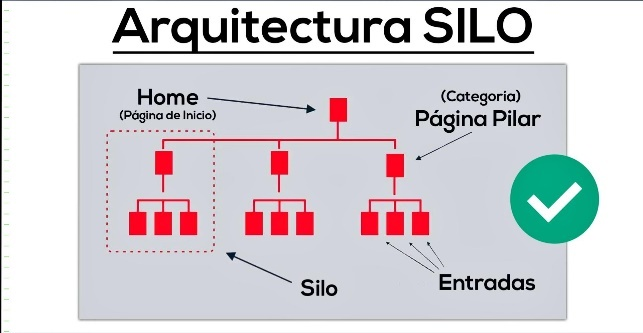 Arquitectura SILO
Home
(Página de Inicio)
(Categoria)
Página Pilar
Silo
Entradas